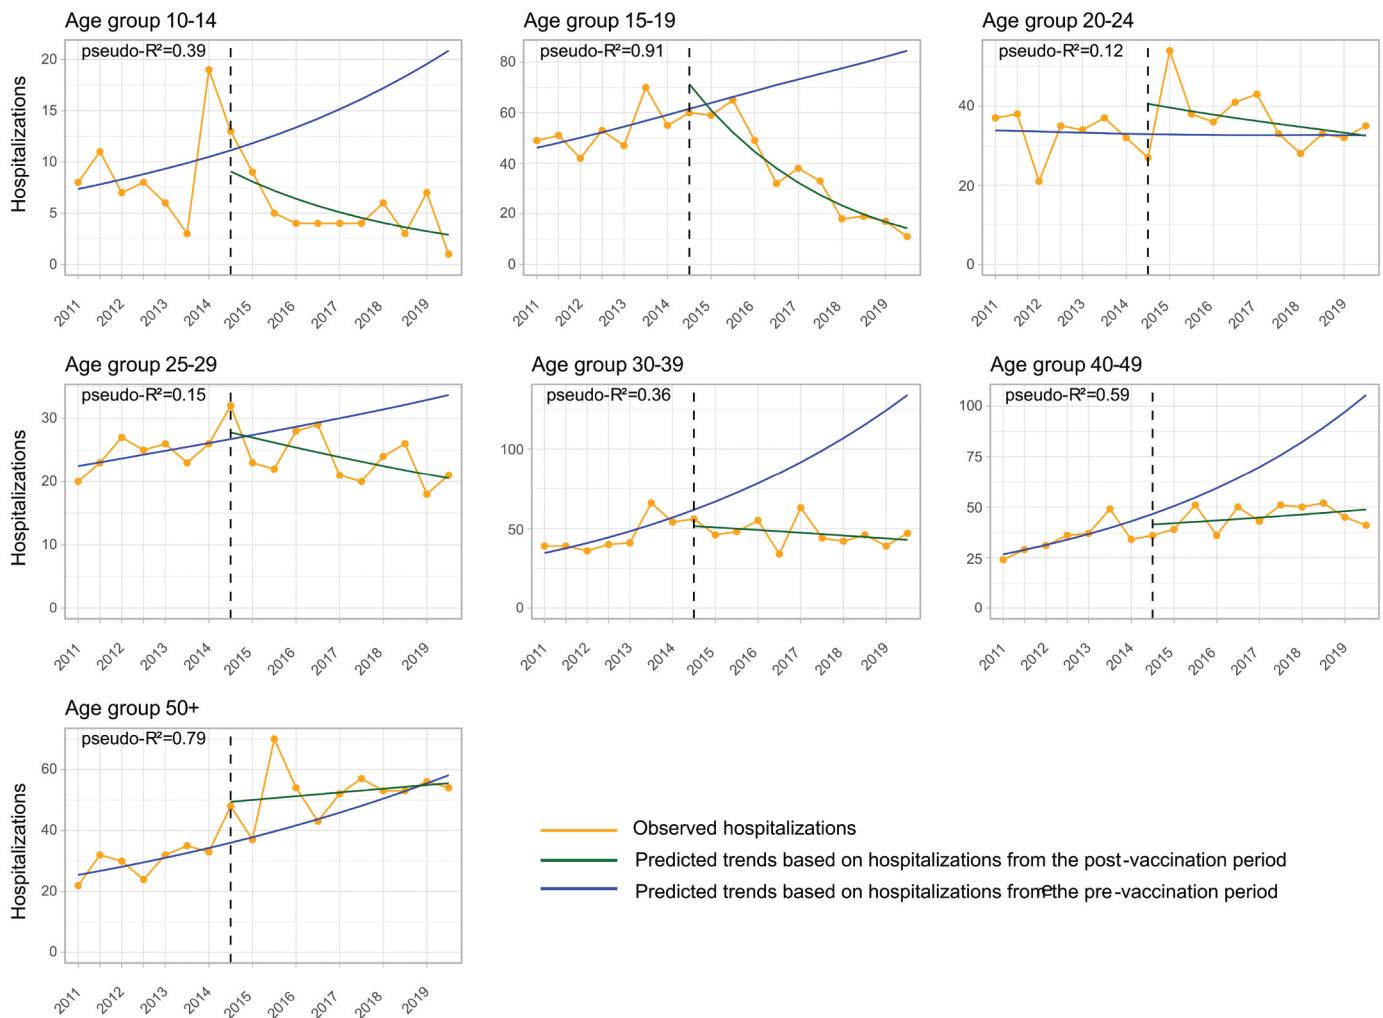 Age group 10-14
pseudo-R²=0.39
Hospitalizations
20
15
10
5
0
2011 2012 2013 2014 2015 2016 2017 2018 2019
Age group 15-19
pseudo-R²=0.91
80
60
40
20
0
2011 2012 2013 2014 2015 2016 2017 2018 2019
Age group 20-24
pseudo-R²=0.12
40
20
0
2011 2012 2013 2014 2015 2016 2017 2018 2019
Age group 25-29
pseudo-R²=0.15
Hospitalizations
30
20
10
0
2011 2012 2013 2014 2015 2016 2017 2018 2019
Age group 30-39
pseudo-R²=0.36
100
50
0
2011 2012 2013 2014 2015 2016 2017 2018 2019
Age group 40-49
pseudo-R²=0.59
100
75
50
25
0
2011 2012 2013 2014 2015 2016 2017 2018 2019
Age group 50+
pseudo-R²=0.79
Hospitalizations
60
40
20
0
2011 2012 2013 2014 2015 2016 2017 2018 2019
Observed hospitalizations
Predicted trends based on hospitalizations from the post-vaccination period
Predicted trends based on hospitalizations from the pre-vaccination period